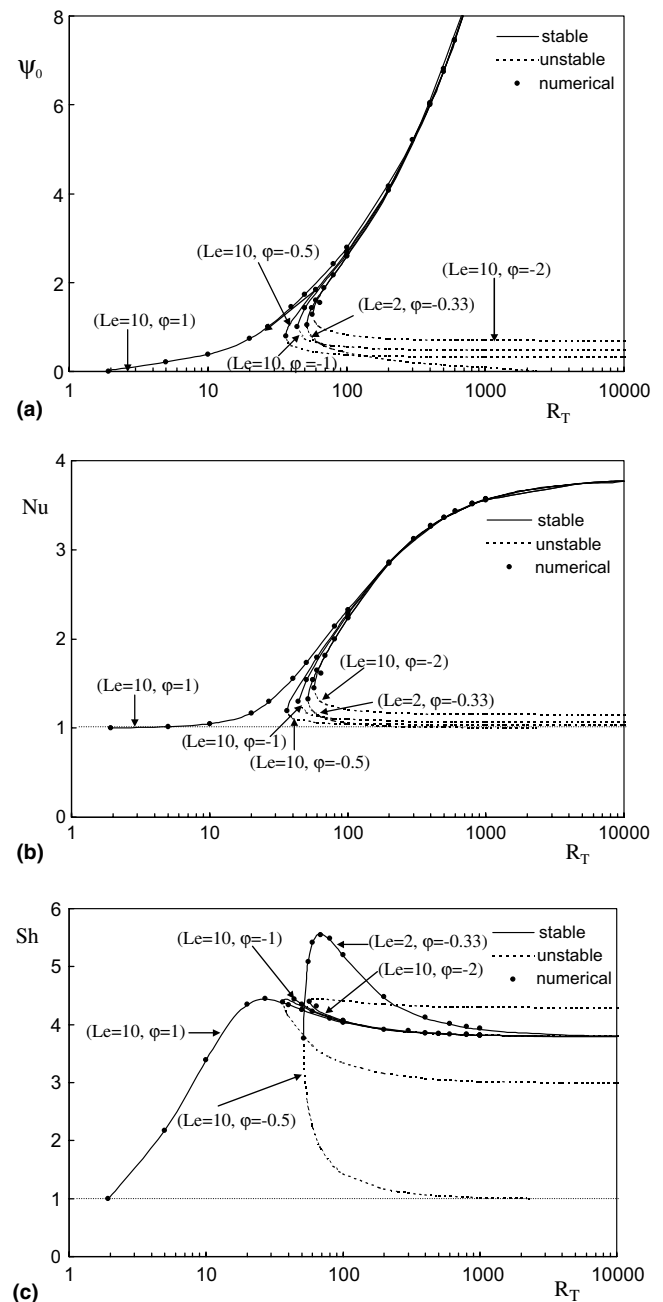 8
ψ₀
6
4
2
0
stable
unstable
numerical
(Le=10, φ=-0.5)
(Le=10, φ=-2)
(Le=10, φ=1)
(Le=2, φ=-0.33)
(Le=10, φ=-1)
1 10 100 1000 10000
(a)
R_T
4
Nu
3
2
1
0
stable
unstable
numerical
(Le=10, φ=-2)
(Le=10, φ=1)
(Le=2, φ=-0.33)
(Le=10, φ=-1)
(Le=10, φ=-0.5)
1 10 100 1000 10000
(b)
R_T
6
Sh
5
4
3
2
1
0
(Le=10, φ=-1)
(Le=2, φ=-0.33)
(Le=10, φ=-2)
stable
unstable
numerical
(Le=10, φ=1)
(Le=10, φ=-0.5)
1 10 100 1000 10000
(c)
R_T